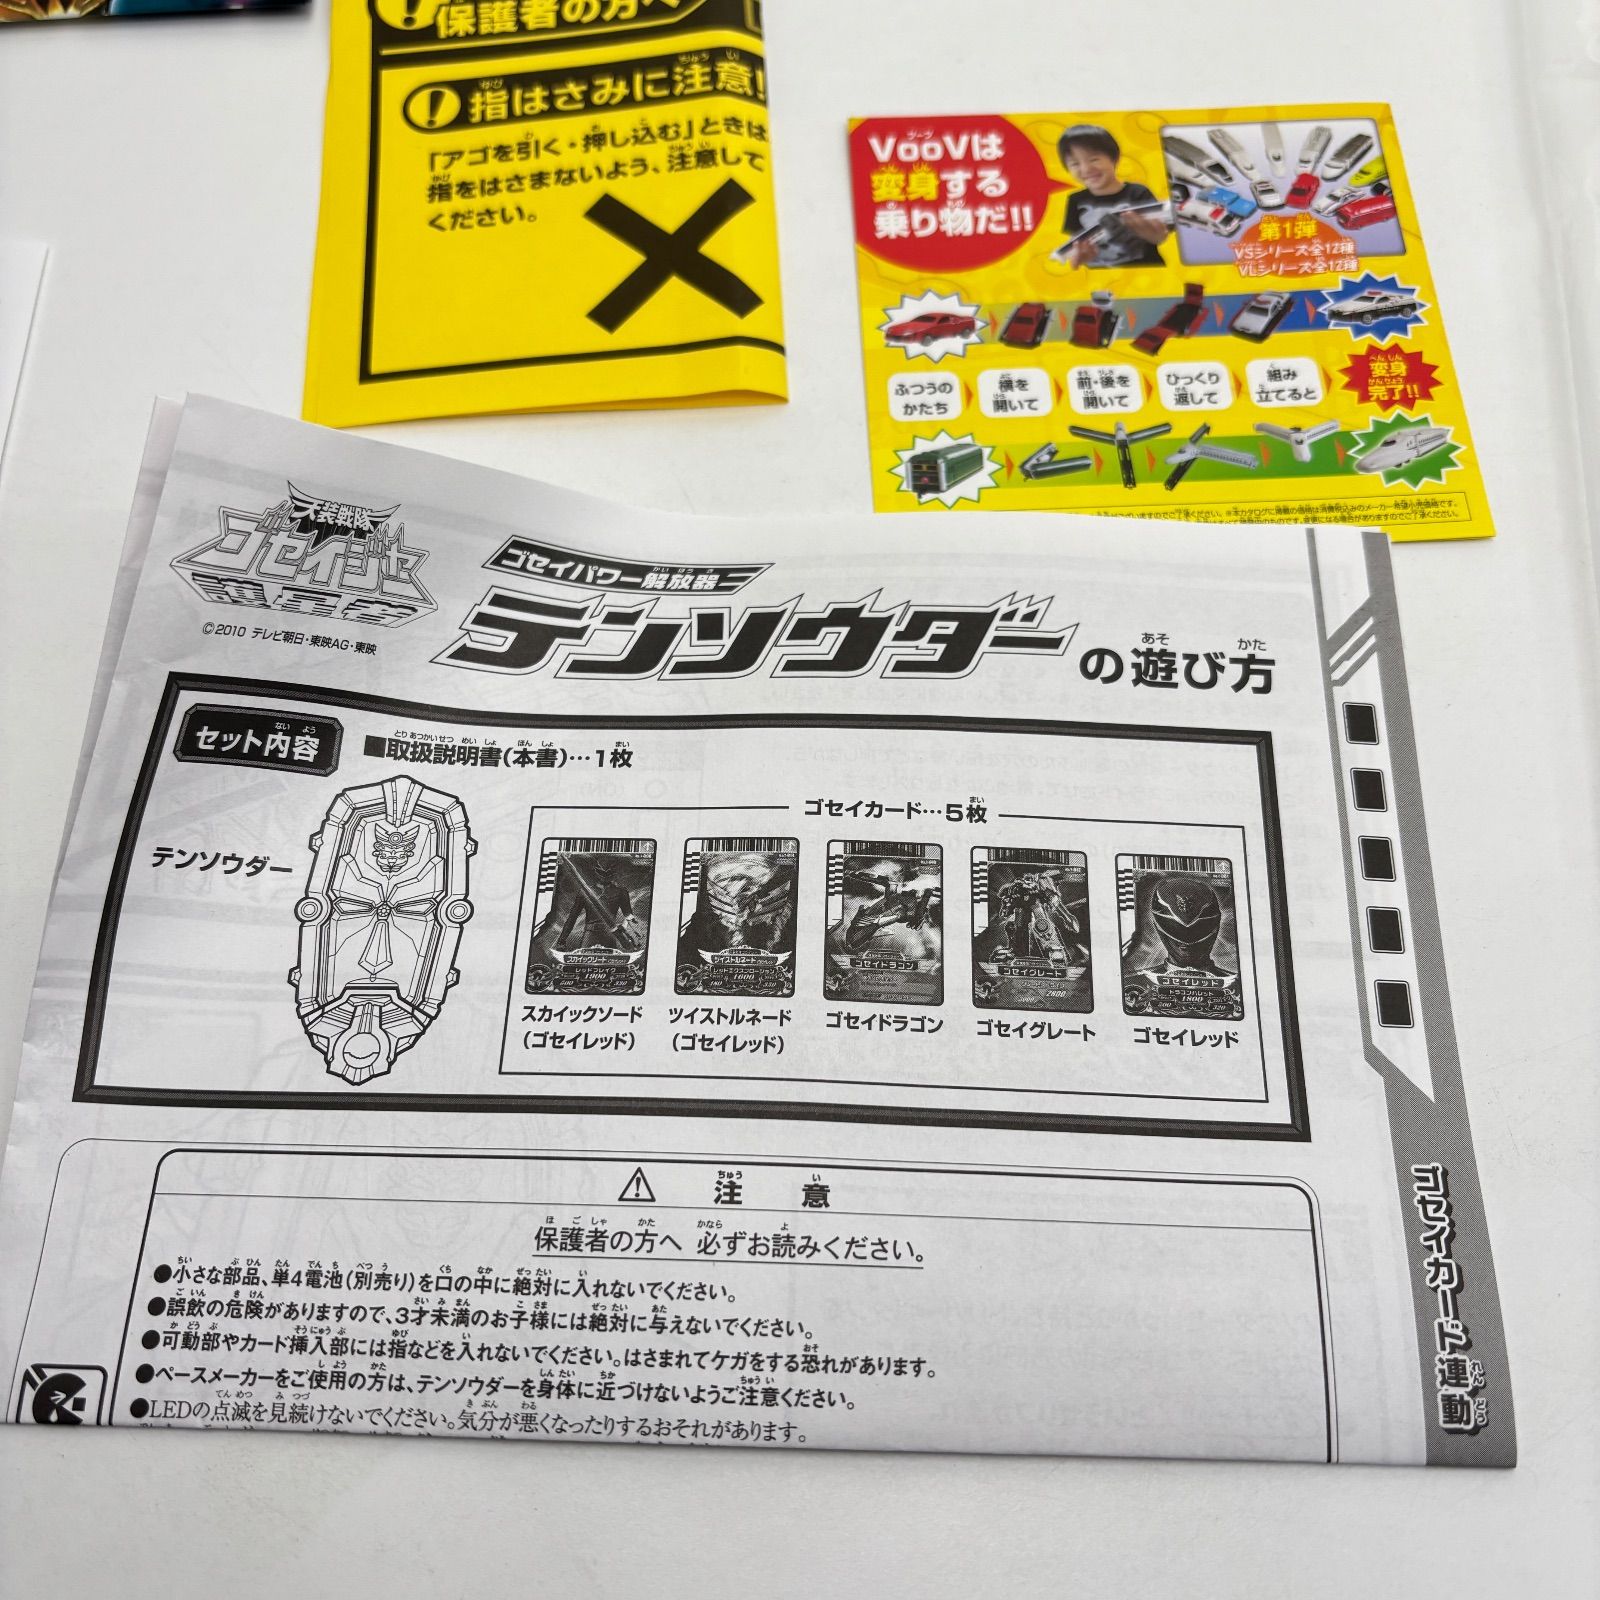 保護者の方へ
指はさみに注意!
「アゴを引く・押し込む」ときは
指をはさまないよう、注意して
ください。
VooVは
変身する
乗り物だ!!
第1弾
VSシリーズ全12種
VLシリーズ全12種
ふつうの
かたち
横を
開いて
前・後を
開いて
ひっくり
返して
組み
立てると
変身
完了!!
天装戦隊
ゴセイジャー
護星者
©2010 テレビ朝日・東映AG・東映
ゴセイパワー解放器
テンソウダーの遊び方
セット内容
■取扱説明書(本書)…1枚
テンソウダー
ゴセイカード…5枚
スカイックソード
(ゴセイレッド)
ツイストルネード
(ゴセイレッド)
ゴセイドラゴン
ゴセイグレート
ゴセイレッド
注意
保護者の方へ 必ずお読みください。
●小さな部品、単4電池(別売り)を口の中に絶対に入れないでください。
●誤飲の危険がありますので、3才未満のお子様には絶対に与えないでください。
●可動部やカード挿入部には指などを入れないでください。はさまれてケガをする恐れがあります。
●ペースメーカーをご使用の方は、テンソウダーを身体に近づけないようご注意ください。
●LEDの点滅を見続けないでください。気分が悪くなったりするおそれがあります。
ゴセイカード連動